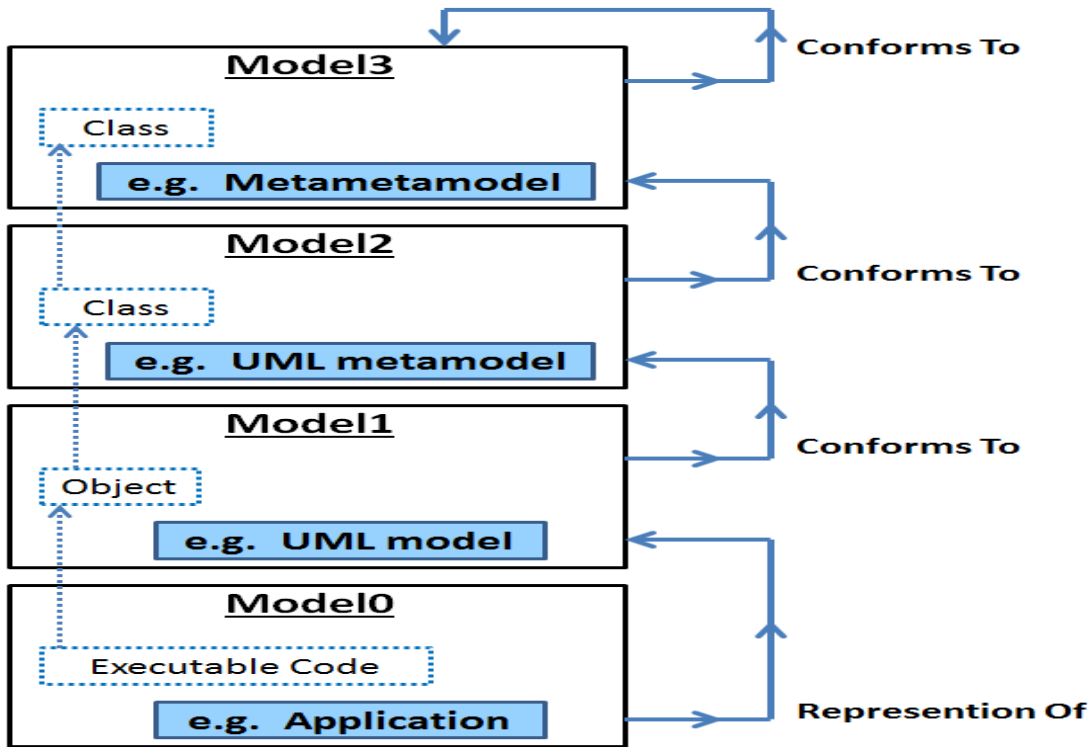 Conforms To
Model3
Class
e.g. Metametamodel
Model2
Conforms To
Class
e.g. UML metamodel
Model1
Conforms To
Object
e.g. UML model
Model0
Executable Code
e.g. Application
Represention Of